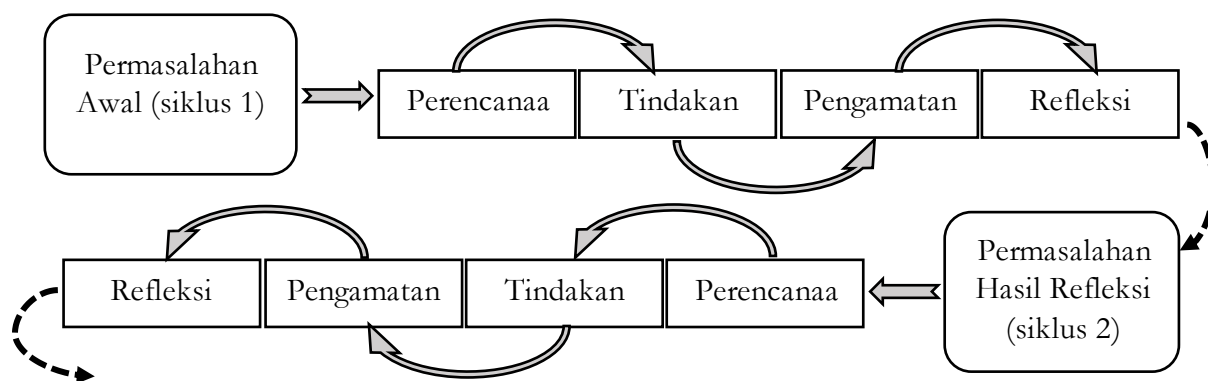 Permasalahan
Awal (siklus 1)
Perencanaa
Tindakan
Pengamatan
Refleksi
Permasalahan
Hasil Refleksi
(siklus 2)
Perencanaa
Tindakan
Pengamatan
Refleksi